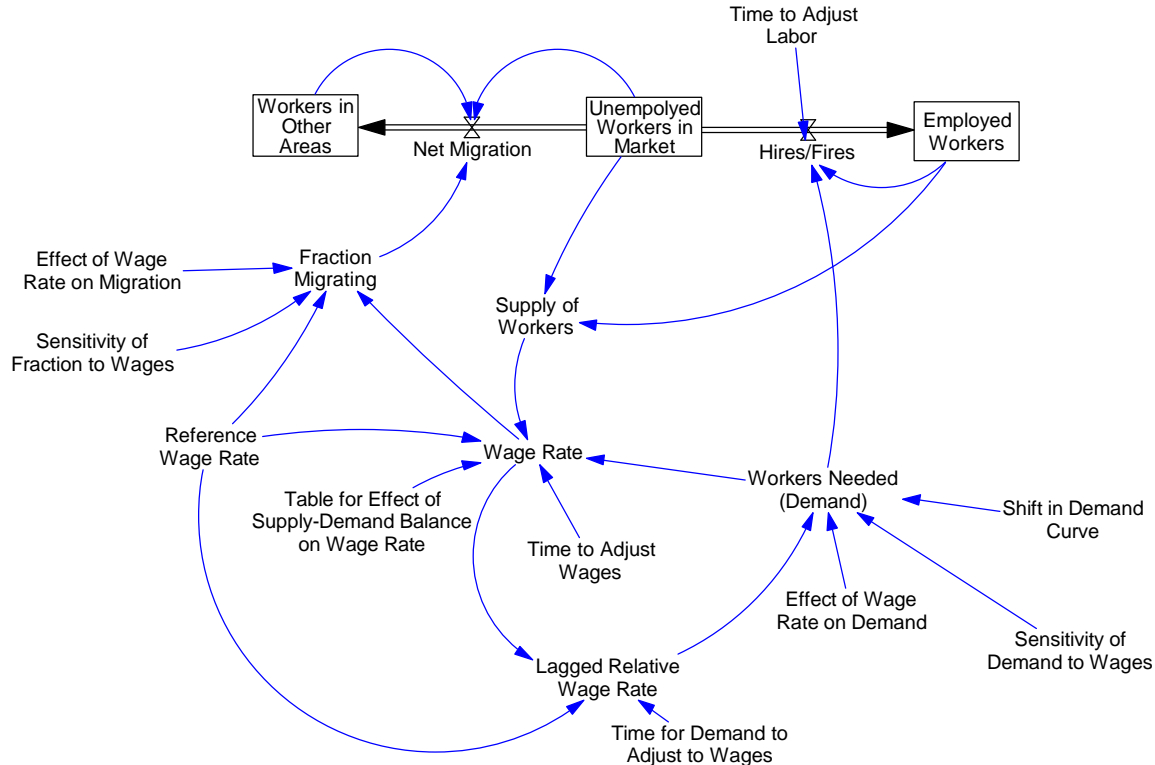 Time to Adjust
Labor
Workers in
Other
Areas
Unempolyed
Workers in
Market
Employed
Workers
Net Migration
Hires/Fires
Effect of Wage
Rate on Migration
Fraction
Migrating
Supply of
Workers
Sensitivity of
Fraction to Wages
Reference
Wage Rate
Wage Rate
Workers Needed
(Demand)
Table for Effect of
Supply-Demand Balance
on Wage Rate
Shift in Demand
Curve
Time to Adjust
Wages
Effect of Wage
Rate on Demand
Sensitivity of
Demand to Wages
Lagged Relative
Wage Rate
Time for Demand to
Adjust to Wages